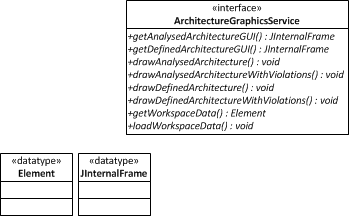 «interface»
ArchitectureGraphicsService
+getAnalysedArchitectureGUI() : JInternalFrame
+getDefinedArchitectureGUI() : JInternalFrame
+drawAnalysedArchitecture() : void
+drawAnalysedArchitectureWithViolations() : void
+drawDefinedArchitecture() : void
+drawDefinedArchitectureWithViolations() : void
+getWorkspaceData() : Element
+loadWorkspaceData() : void
«datatype»
Element
«datatype»
JInternalFrame